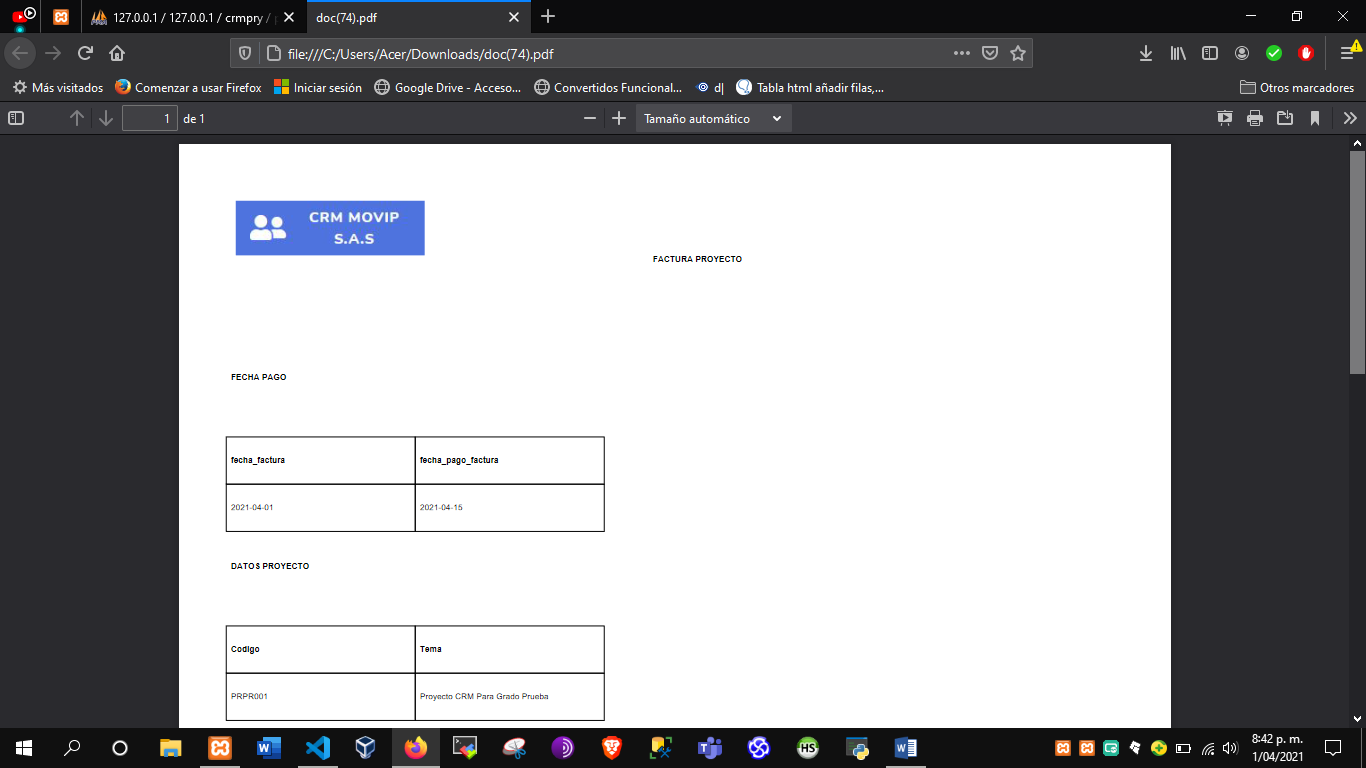 127.0.0.1 / 127.0.0.1 / crmpry /
doc(74).pdf
file:///C:/Users/Acer/Downloads/doc(74).pdf
Más visitados
Comenzar a usar Firefox
Iniciar sesión
Google Drive - Acceso...
Convertidos Funcional...
d|
Tabla html añadir filas,...
Otros marcadores
1 de 1
Tamaño automático
CRM MOVIP
S.A.S
FACTURA PROYECTO
FECHA PAGO
fecha_factura fecha_pago_factura
2021-04-01 2021-04-15
DATOS PROYECTO
Codigo Tema
PRPR001 Proyecto CRM Para Grado Prueba
8:42 p. m.
1/04/2021